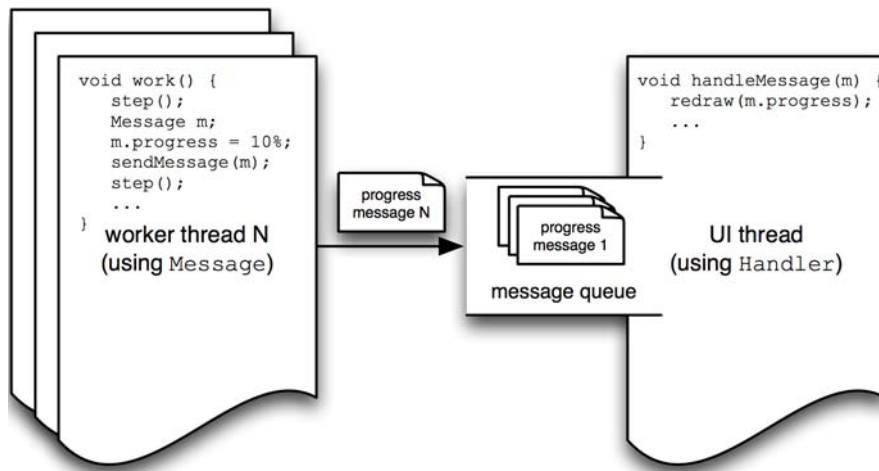 void work() {
step();
Message m;
m.progress = 10%;
sendMessage(m);
step();
...
}
worker thread N
(using Message)
progress
message N
progress
message 1
message queue
void handleMessage(m) {
redraw(m.progress);
...
}
UI thread
(using Handler)